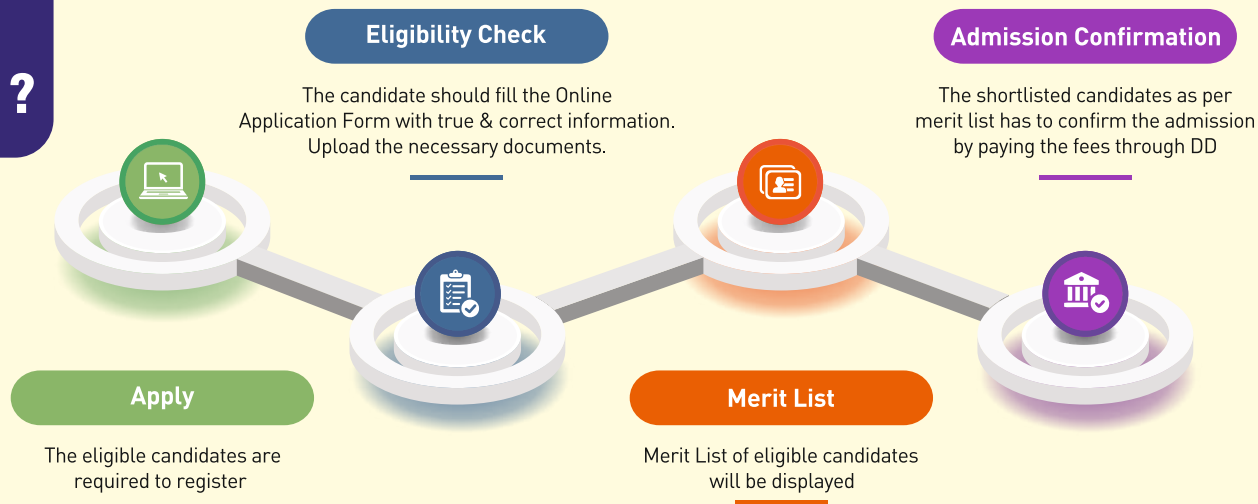 ?
Apply
The eligible candidates are
required to register
Eligibility Check
The candidate should fill the Online
Application Form with true & correct information.
Upload the necessary documents.
Merit List
Merit List of eligible candidates
will be displayed
Admission Confirmation
The shortlisted candidates as per
merit list has to confirm the admission
by paying the fees through DD